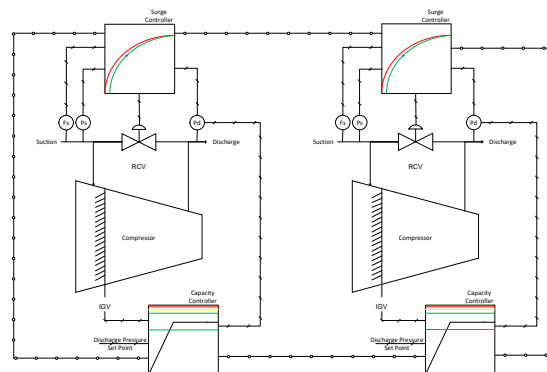 Surge
Controller
Surge
Controller
Fs
Ps
Pd
Fs
Ps
Pd
Suction
Discharge
Suction
Discharge
RCV
RCV
Compressor
Compressor
IGV
Capacity
Controller
IGV
Capacity
Controller
Discharge Pressure
Set Point
Discharge Pressure
Set Point